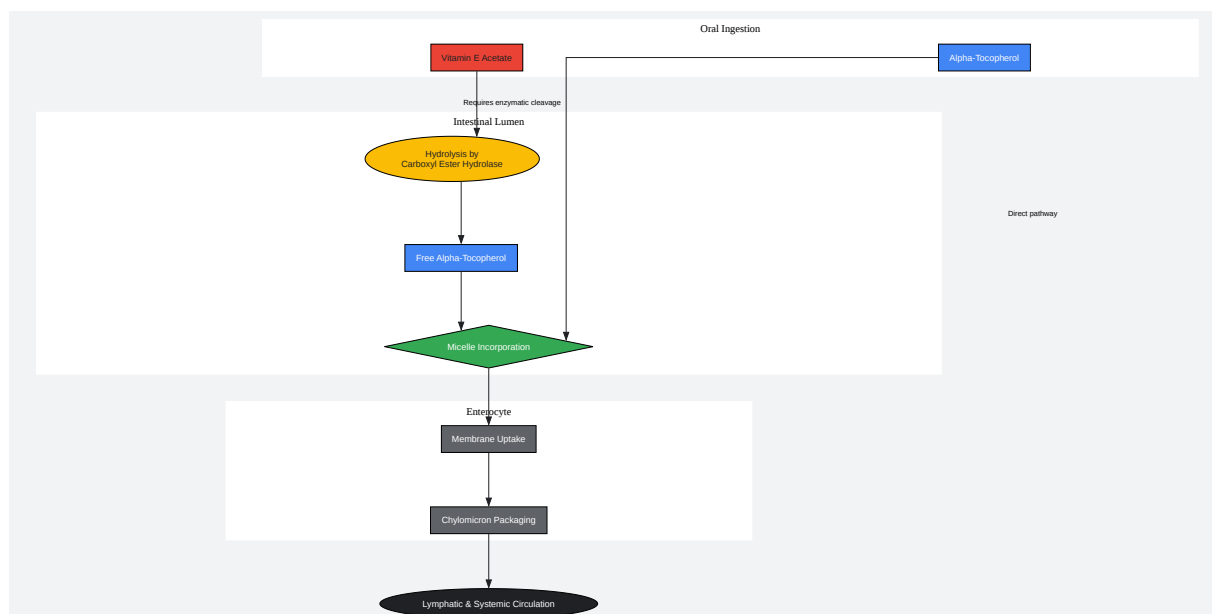 Oral Ingestion
Vitamin E Acetate
Alpha-Tocopherol
Requires enzymatic cleavage
Intestinal Lumen
Hydrolysis by
Carboxyl Ester Hydrolase
Direct pathway
Free Alpha-Tocopherol
Micelle Incorporation
Enterocyte
Membrane Uptake
Chylomicron Packaging
Lymphatic & Systemic Circulation